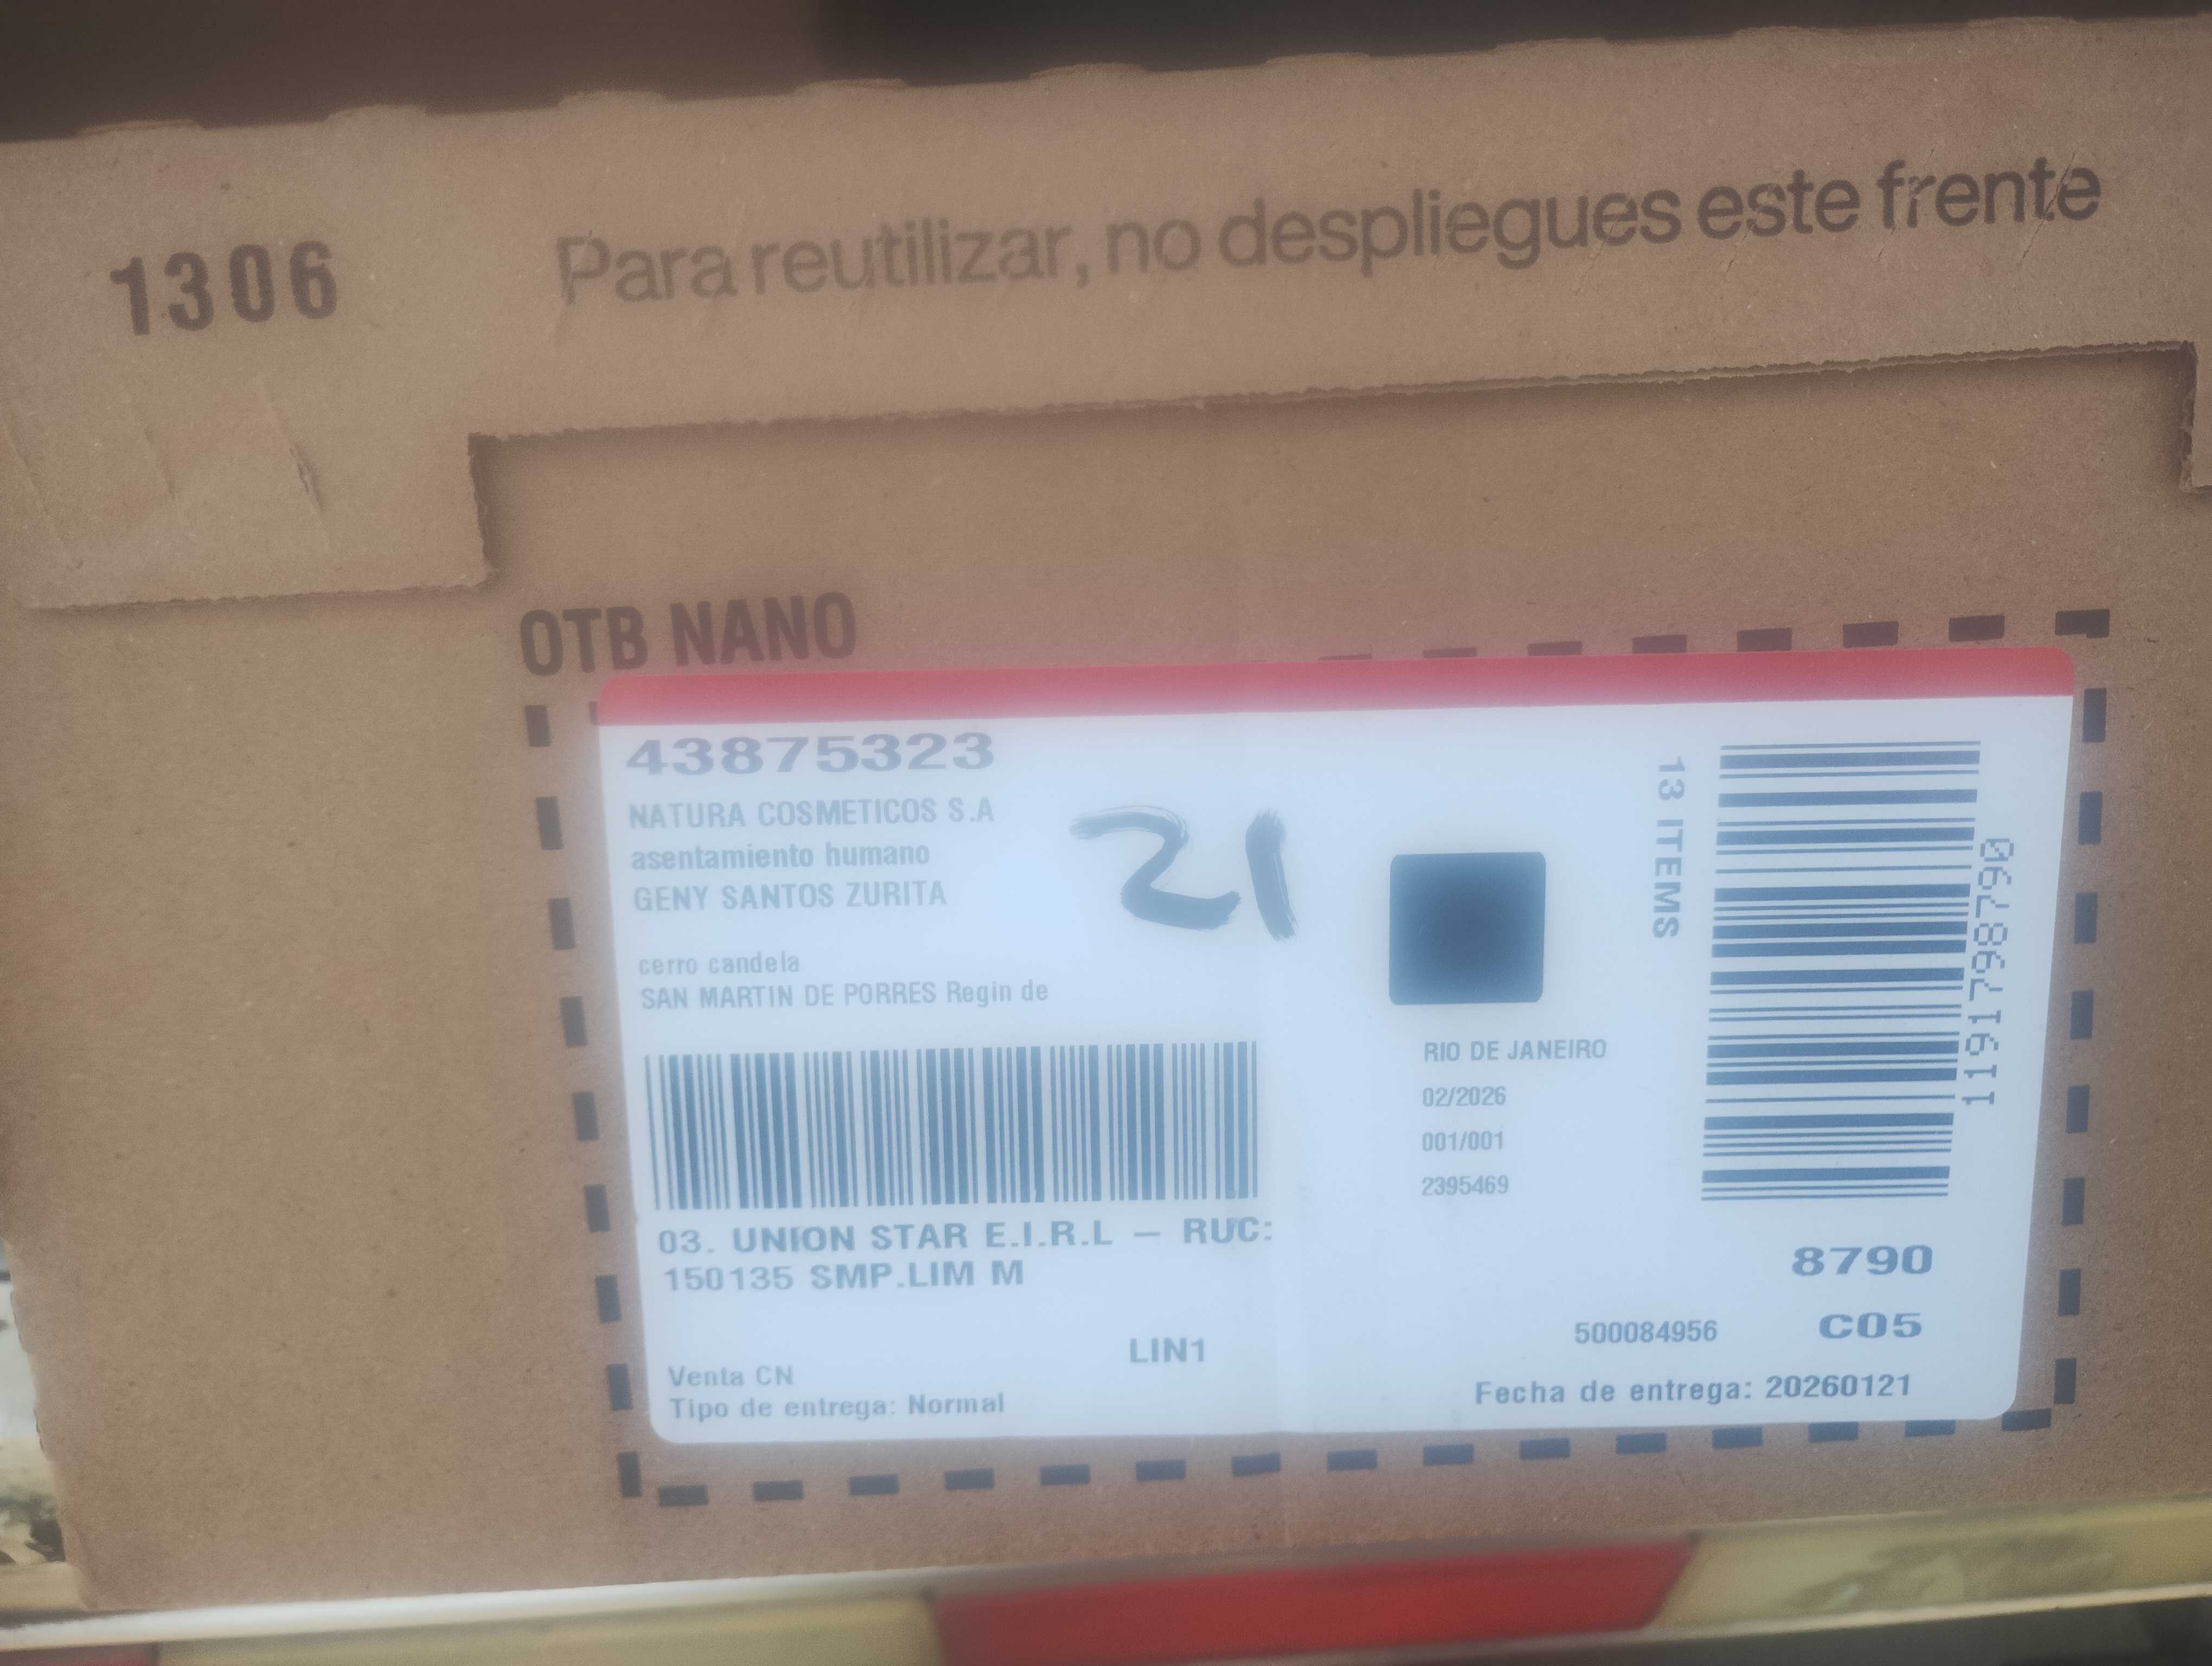 1306
Para reutilizar, no despliegues este frente
OTB NANO
43875323
NATURA COSMETICOS S.A
asentamiento humano
GENY SANTOS ZURITA
21
cerro candela
SAN MARTIN DE PORRES Regin de
13 ITEMS
1191798790
RIO DE JANEIRO
02/2026
001/001
2395469
03. UNION STAR E.I.R.L — RUC:
150135 SMP.LIM M
8790
LIN1
500084956 C05
Venta CN
Tipo de entrega: Normal
Fecha de entrega: 20260121